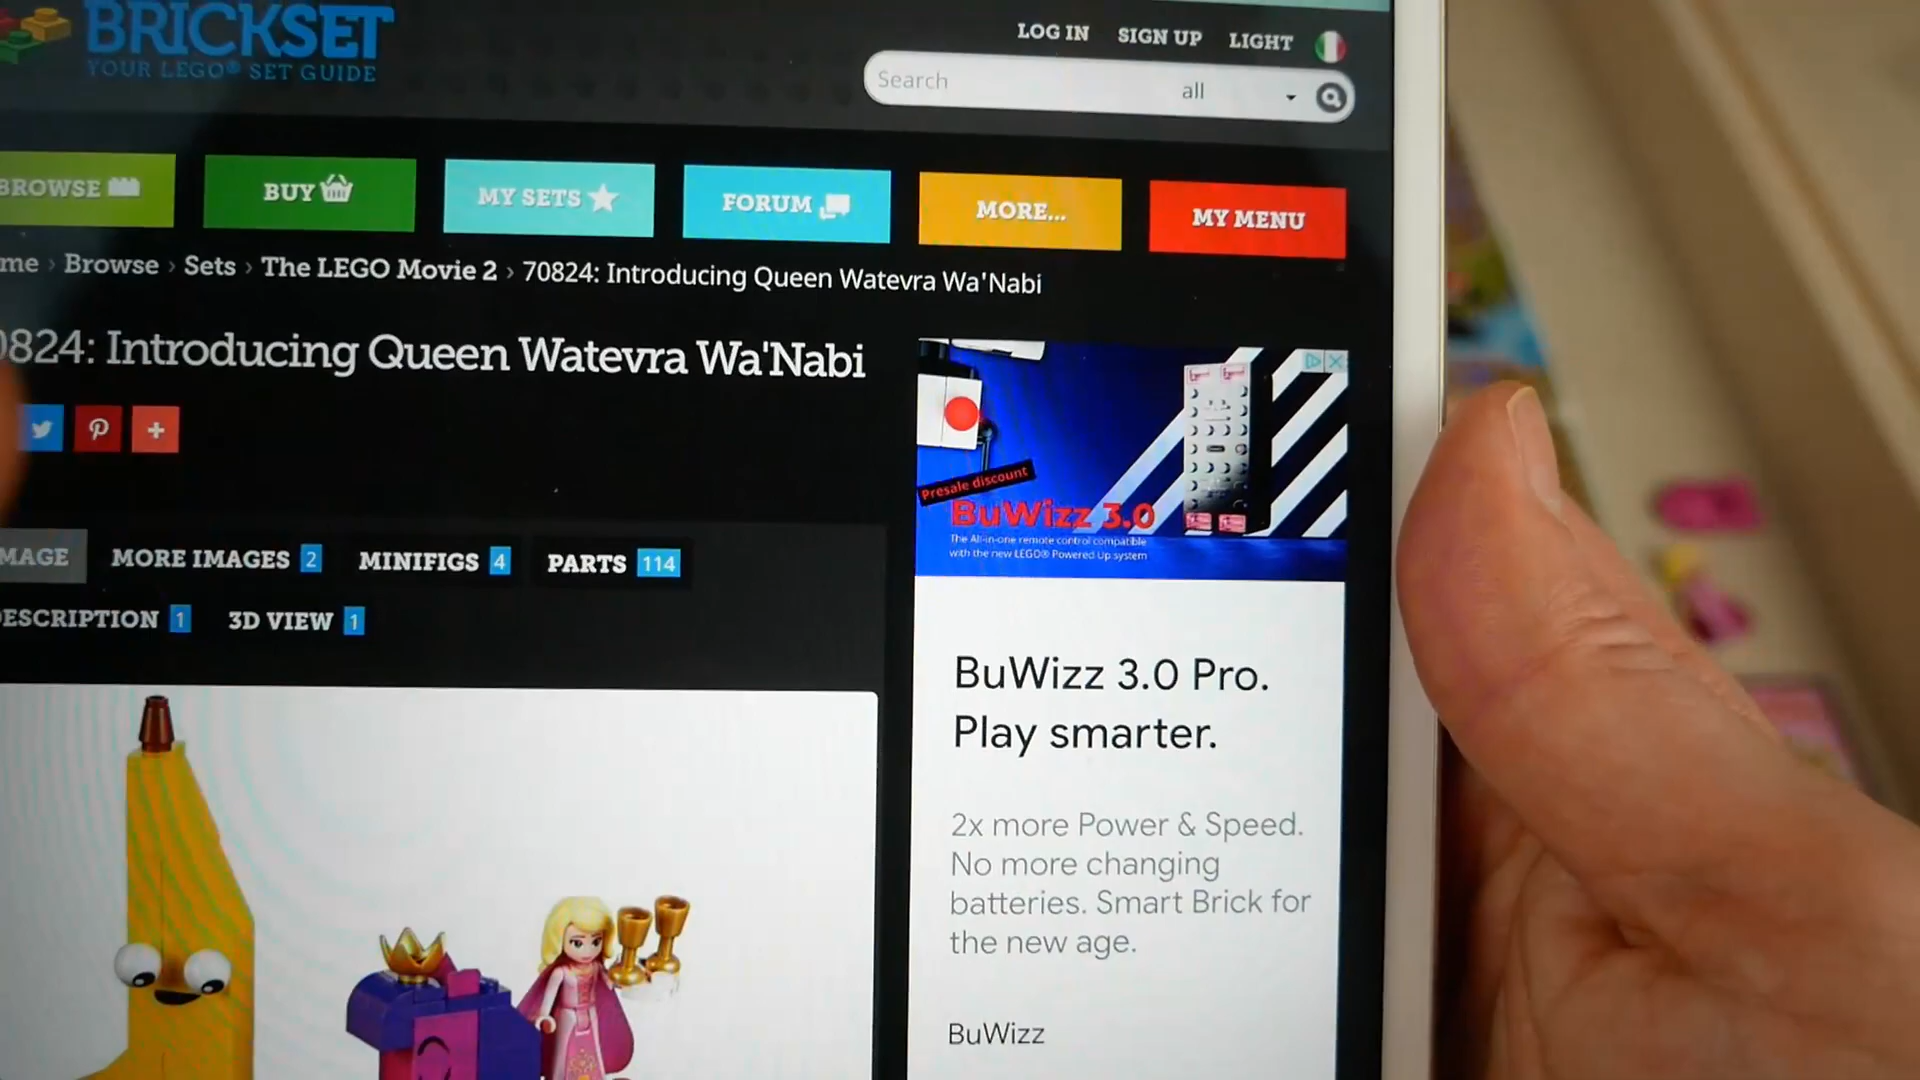 BRICKSET
YOUR LEGO® SET GUIDE
LOG IN SIGN UP LIGHT
Search all
BROWSE
BUY
MY SETS
FORUM
MORE...
MY MENU
me › Browse › Sets › The LEGO Movie 2 › 70824: Introducing Queen Watevra Wa'Nabi
0824: Introducing Queen Watevra Wa'Nabi
MAGE MORE IMAGES 2 MINIFIGS 4 PARTS 114
ESCRIPTION 1 3D VIEW 1
Presale discount
BuWizz 3.0
The All-in-one remote control compatible
with the new LEGO® Powered Up system
BuWizz 3.0 Pro.
Play smarter.
2x more Power & Speed.
No more changing
batteries. Smart Brick for
the new age.
BuWizz